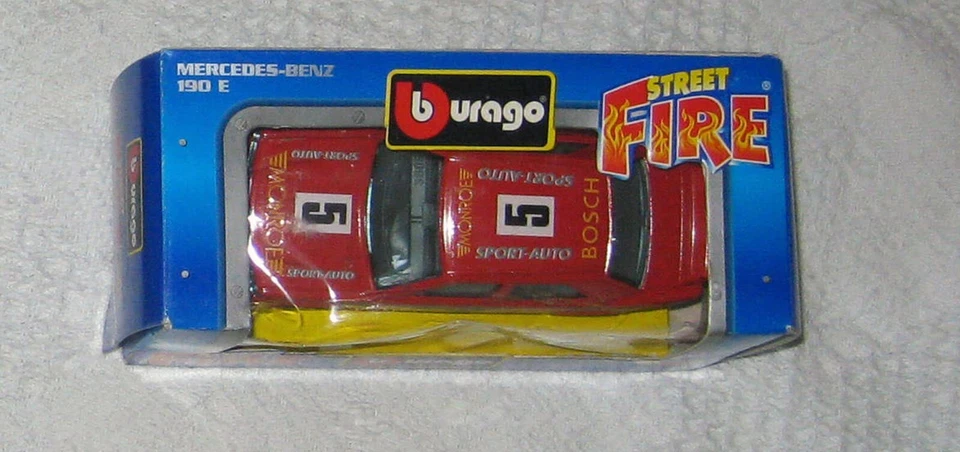 MERCEDES-BENZ
190 E
burago®
STREET
FIRE®
MONROE
SPORT-AUTO
5
SPORT-AUTO
MONROE
SPORT-AUTO
5
SPORT-AUTO
BOSCH
burago